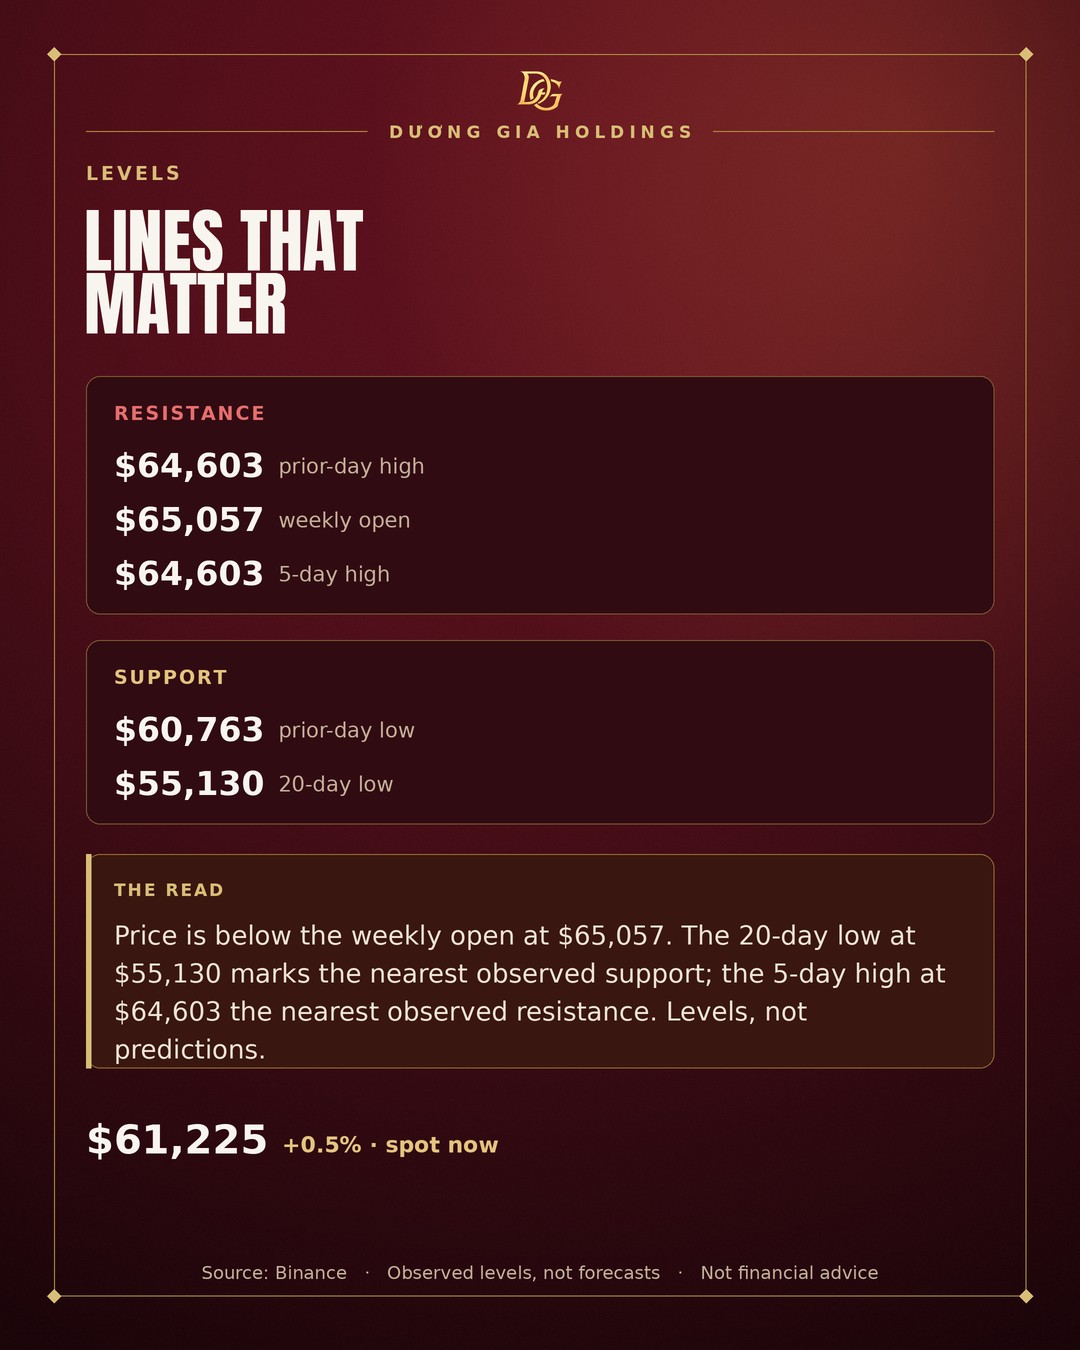 DG
DƯƠNG GIA HOLDINGS
LEVELS
LINES THAT
MATTER
RESISTANCE
$64,603 prior-day high
$65,057 weekly open
$64,603 5-day high
SUPPORT
$60,763 prior-day low
$55,130 20-day low
THE READ
Price is below the weekly open at $65,057. The 20-day low at
$55,130 marks the nearest observed support; the 5-day high at
$64,603 the nearest observed resistance. Levels, not
predictions.
$61,225 +0.5% · spot now
Source: Binance · Observed levels, not forecasts · Not financial advice